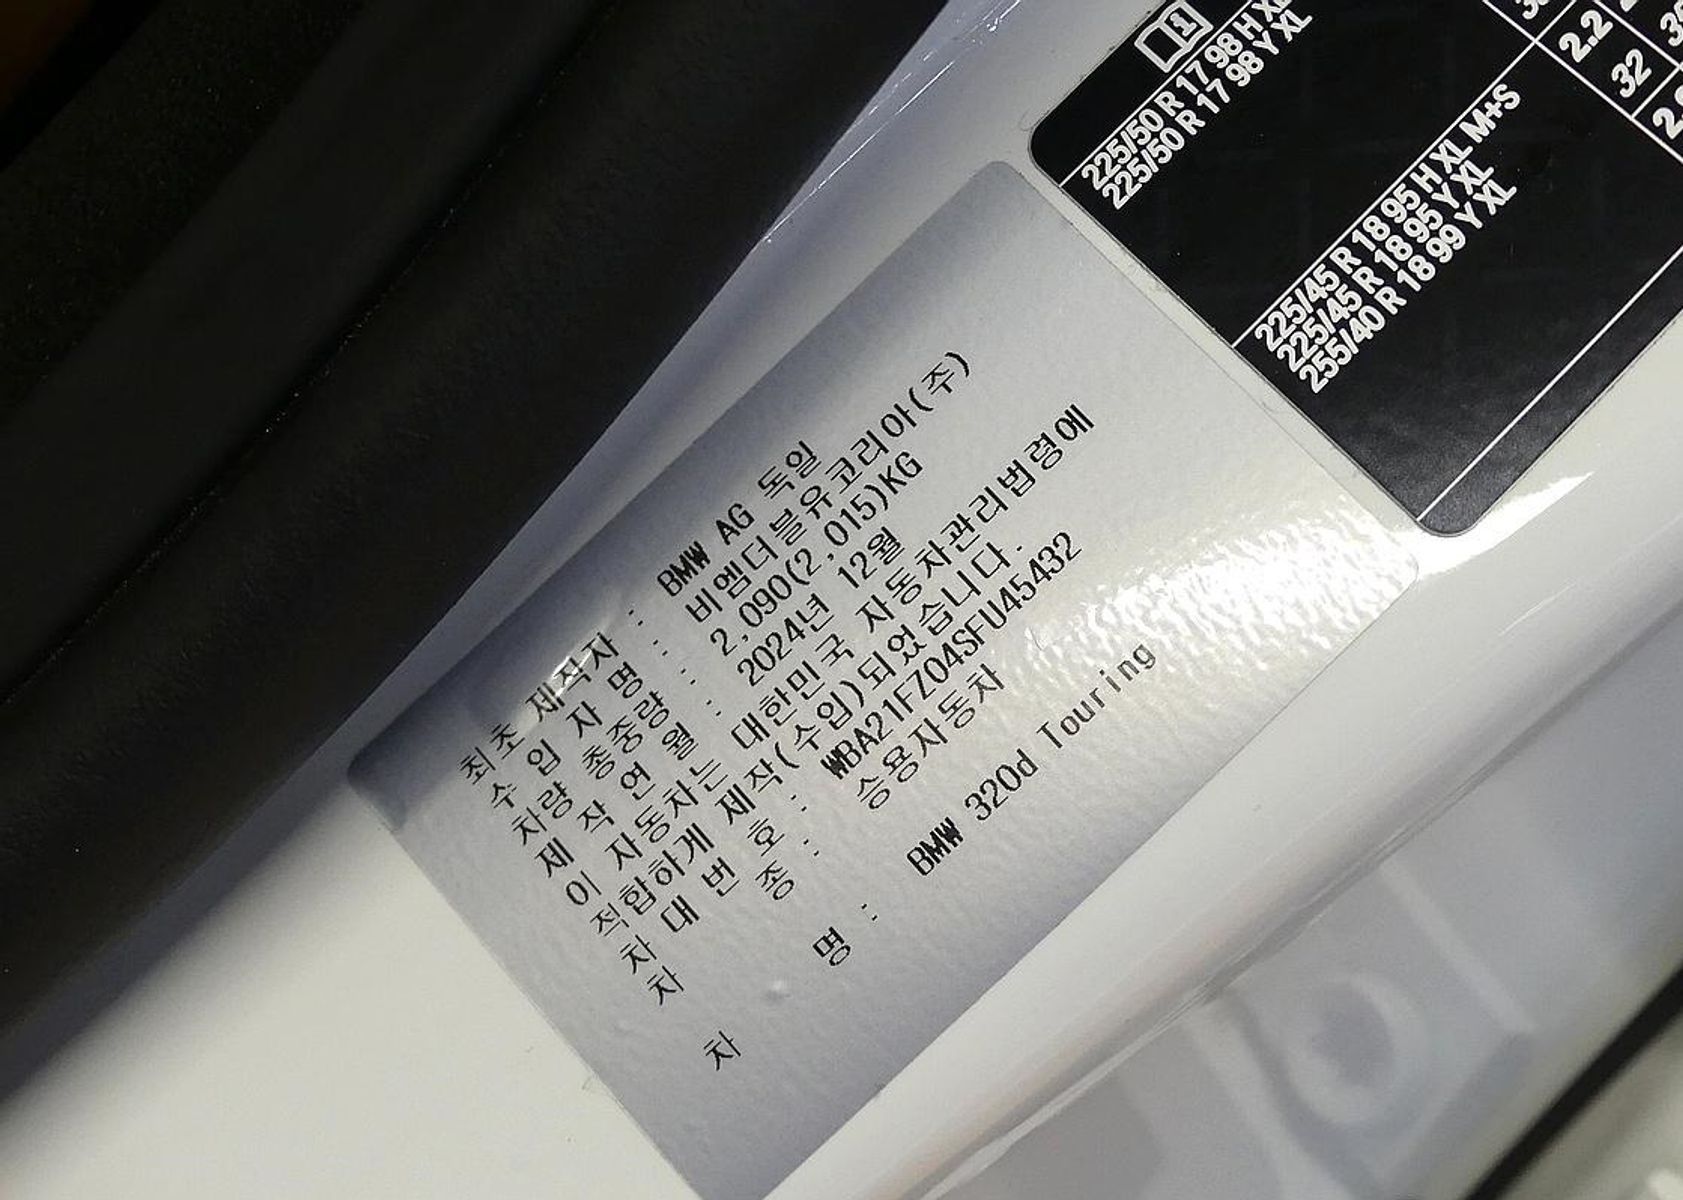 225/50 R 17 98 H XL
225/50 R 17 98 Y XL
2.2
32
225/45 R 18 95 H XL M+S
225/45 R 18 95 Y XL
255/40 R 18 99 Y XL
최초 제작자 : BMW AG 독일
수 입 자 명 : 비엠더블유코리아(주)
차량 총중량 : 2,090(2,015)KG
제 작 연 월 : 2024년 12월
이 자동차는 대한민국 자동차관리법령에
적합하게 제작(수입)되었습니다.
차 대 번 호 : WBA21FZ04SFU45432
차 종 : 승용자동차
차 명 : BMW 320d Touring